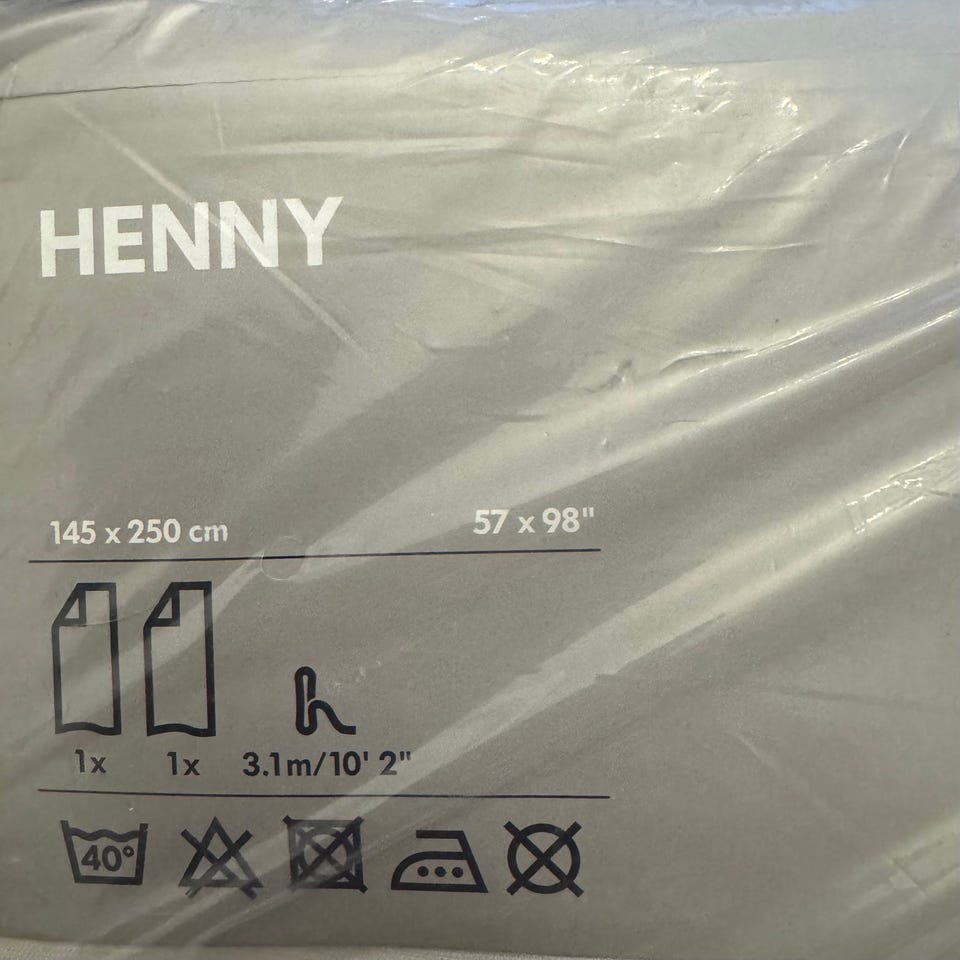 HENNY
145 x 250 cm 57 x 98"
1x 1x 3.1m/10' 2"
40°